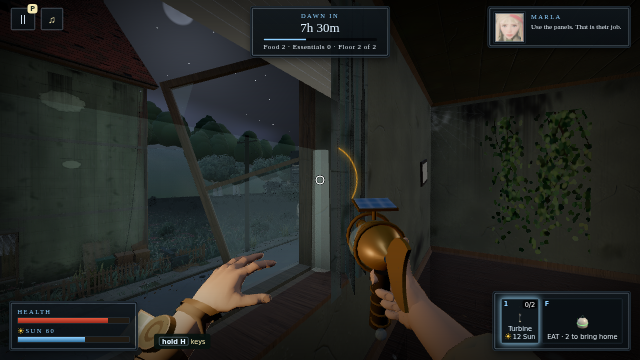 P
DAWN IN
7h 30m
Food 2 · Essentials 0 · Floor 2 of 2
MARLA
Use the panels. That is their job.
HEALTH
SUN 60
hold H keys
1 0/2
Turbine
12 Sun
F
EAT · 2 to bring home